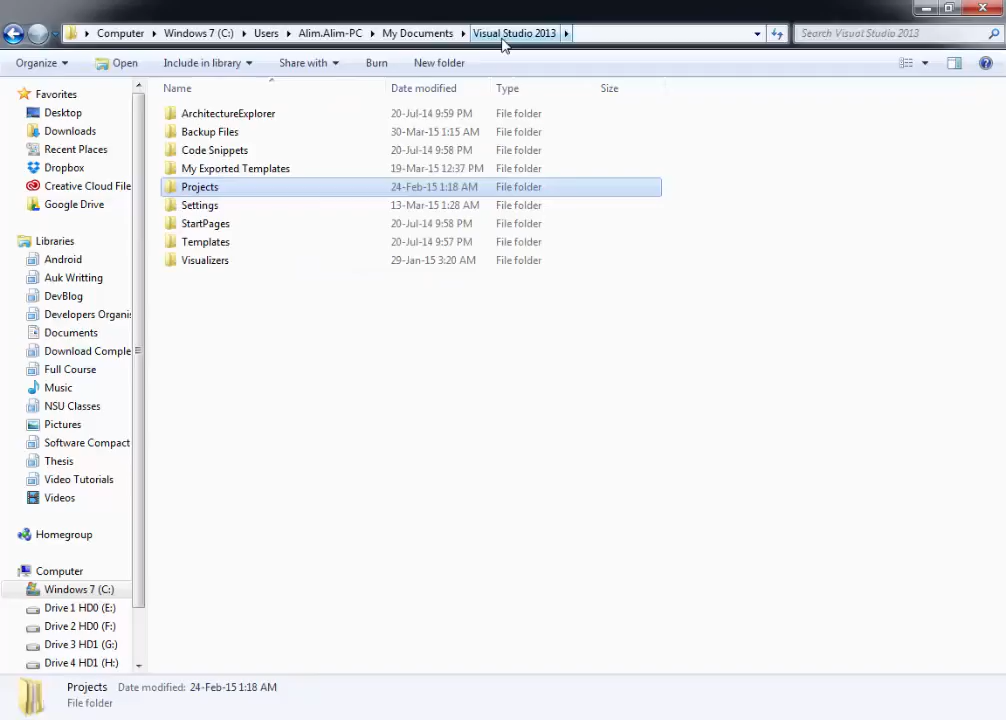 Computer Windows 7 (C:) Users Alim.Alim-PC My Documents Visual Studio 2013 Search Visual Studio 2013
Organize Open Include in library Share with Burn New folder
Favorites
Desktop
Downloads
Recent Places
Dropbox
Creative Cloud File
Google Drive
Libraries
Android
Auk Writting
DevBlog
Developers Organi
Documents
Download Comple
Full Course
Music
NSU Classes
Pictures
Software Compact
Thesis
Video Tutorials
Videos
Homegroup
Computer
Windows 7 (C:)
Drive 1 HD0 (E:)
Drive 2 HD0 (F:)
Drive 3 HD1 (G:)
Drive 4 HD1 (H:)
Name Date modified Type Size
ArchitectureExplorer 20-Jul-14 9:59 PM File folder
Backup Files 30-Mar-15 1:15 AM File folder
Code Snippets 20-Jul-14 9:58 PM File folder
My Exported Templates 19-Mar-15 12:37 PM File folder
Projects 24-Feb-15 1:18 AM File folder
Settings 13-Mar-15 1:28 AM File folder
StartPages 20-Jul-14 9:58 PM File folder
Templates 20-Jul-14 9:57 PM File folder
Visualizers 29-Jan-15 3:20 AM File folder
Projects Date modified: 24-Feb-15 1:18 AM
File folder